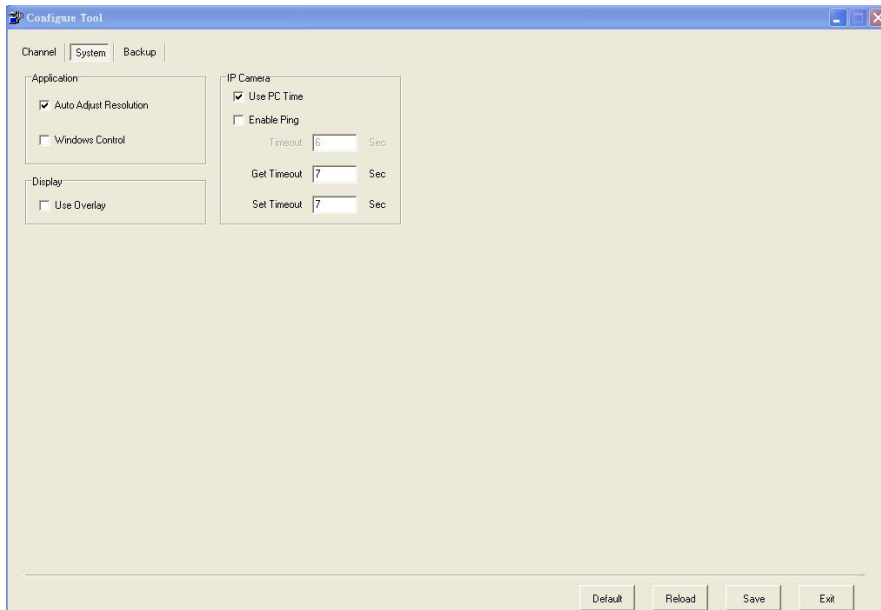 Configure Tool
Channel System Backup
Application
Auto Adjust Resolution
Windows Control
Display
Use Overlay
IP Camera
Use PC Time
Enable Ping
Timeout 6 Sec
Get Timeout 7 Sec
Set Timeout 7 Sec
Default Reload Save Exit